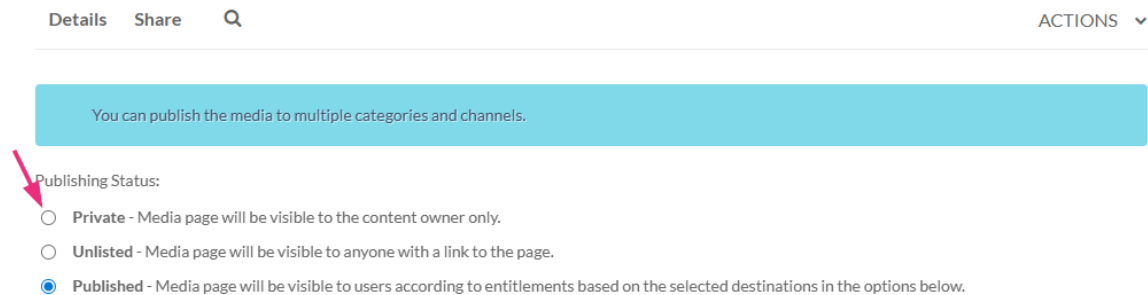 Details Share ACTIONS
You can publish the media to multiple categories and channels.
Publishing Status:
Private - Media page will be visible to the content owner only.
Unlisted - Media page will be visible to anyone with a link to the page.
Published - Media page will be visible to users according to entitlements based on the selected destinations in the options below.